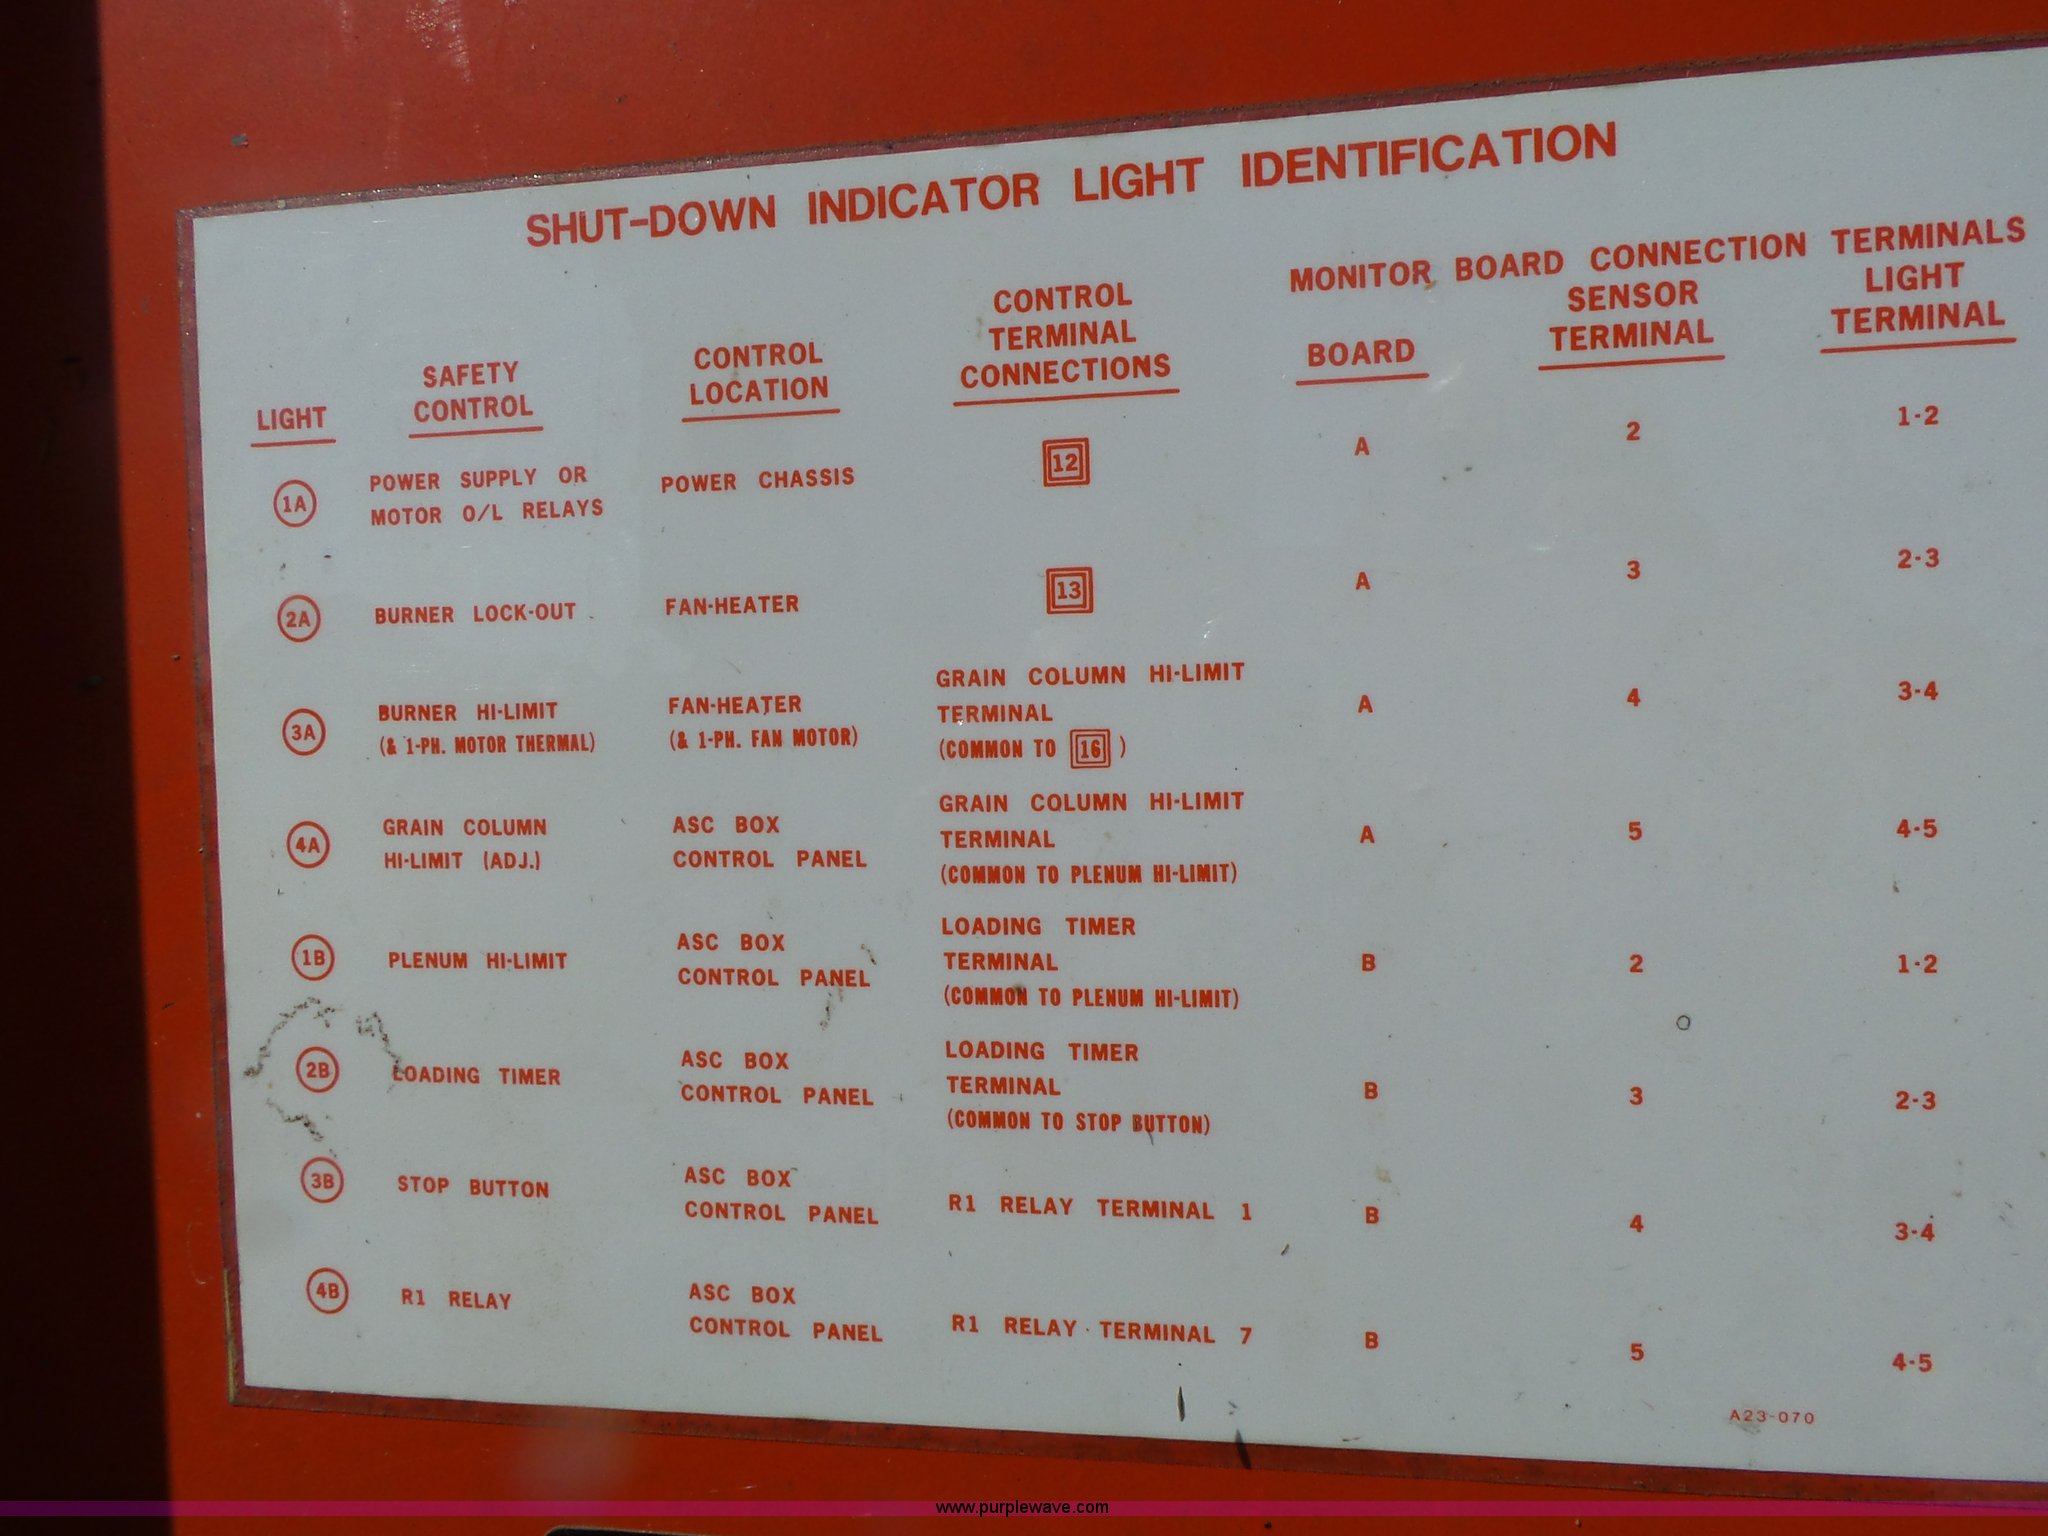 SHUT-DOWN INDICATOR LIGHT IDENTIFICATION
MONITOR BOARD CONNECTION TERMINALS
LIGHT
SAFETY
CONTROL
CONTROL
LOCATION
CONTROL
TERMINAL
CONNECTIONS
BOARD
SENSOR
TERMINAL
LIGHT
TERMINAL
1A
POWER SUPPLY OR
MOTOR O/L RELAYS
POWER CHASSIS
12
A
2
1-2
2A
BURNER LOCK-OUT
FAN-HEATER
13
A
3
2-3
3A
BURNER HI-LIMIT
(& 1-PH. MOTOR THERMAL)
FAN-HEATER
(& 1-PH. FAN MOTOR)
GRAIN COLUMN HI-LIMIT
TERMINAL
(COMMON TO 16 )
A
4
3-4
4A
GRAIN COLUMN
HI-LIMIT (ADJ.)
ASC BOX
CONTROL PANEL
GRAIN COLUMN HI-LIMIT
TERMINAL
(COMMON TO PLENUM HI-LIMIT)
A
5
4-5
1B
PLENUM HI-LIMIT
ASC BOX
CONTROL PANEL
LOADING TIMER
TERMINAL
(COMMON TO PLENUM HI-LIMIT)
B
2
1-2
2B
LOADING TIMER
ASC BOX
CONTROL PANEL
LOADING TIMER
TERMINAL
(COMMON TO STOP BUTTON)
B
3
2-3
3B
STOP BUTTON
ASC BOX
CONTROL PANEL
R1 RELAY TERMINAL 1
B
4
3-4
4B
R1 RELAY
ASC BOX
CONTROL PANEL
R1 RELAY TERMINAL 7
B
5
4-5
A23-070
www.purplewave.com